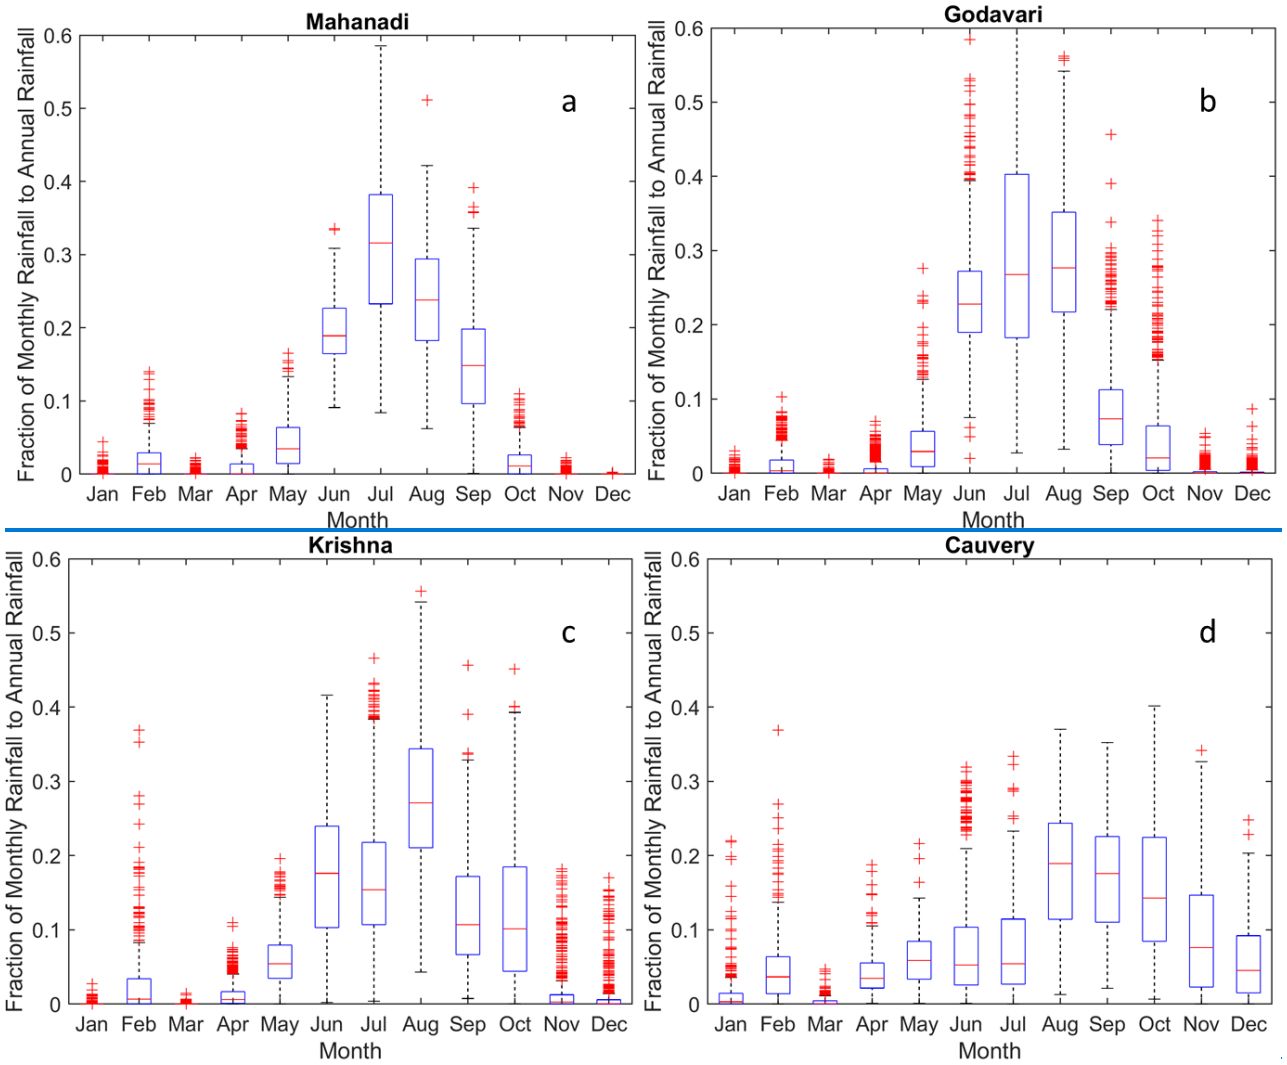 Mahanadi
Fraction of Monthly Rainfall to Annual Rainfall
0.6
0.5
0.4
0.3
0.2
0.1
0
a
Jan Feb Mar Apr May Jun Jul Aug Sep Oct Nov Dec
Month
Godavari
Fraction of Monthly Rainfall to Annual Rainfall
0.6
0.5
0.4
0.3
0.2
0.1
0
b
Jan Feb Mar Apr May Jun Jul Aug Sep Oct Nov Dec
Month
Krishna
Fraction of Monthly Rainfall to Annual Rainfall
0.6
0.5
0.4
0.3
0.2
0.1
0
c
Jan Feb Mar Apr May Jun Jul Aug Sep Oct Nov Dec
Month
Cauvery
Fraction of Monthly Rainfall to Annual Rainfall
0.6
0.5
0.4
0.3
0.2
0.1
0
d
Jan Feb Mar Apr May Jun Jul Aug Sep Oct Nov Dec
Month